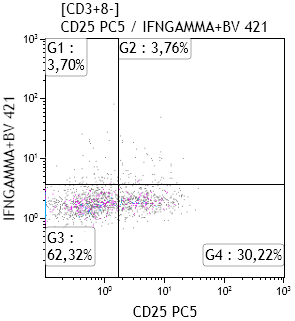 [CD3+8-]
CD25 PC5 / IFNGAMMA+BV 421
G1 :
3,70%
G2 : 3,76%
10³
10²
10¹
10⁰
IFNGAMMA+BV 421
G3 :
62,32%
G4 : 30,22%
10⁰
10¹
10²
10³
CD25 PC5